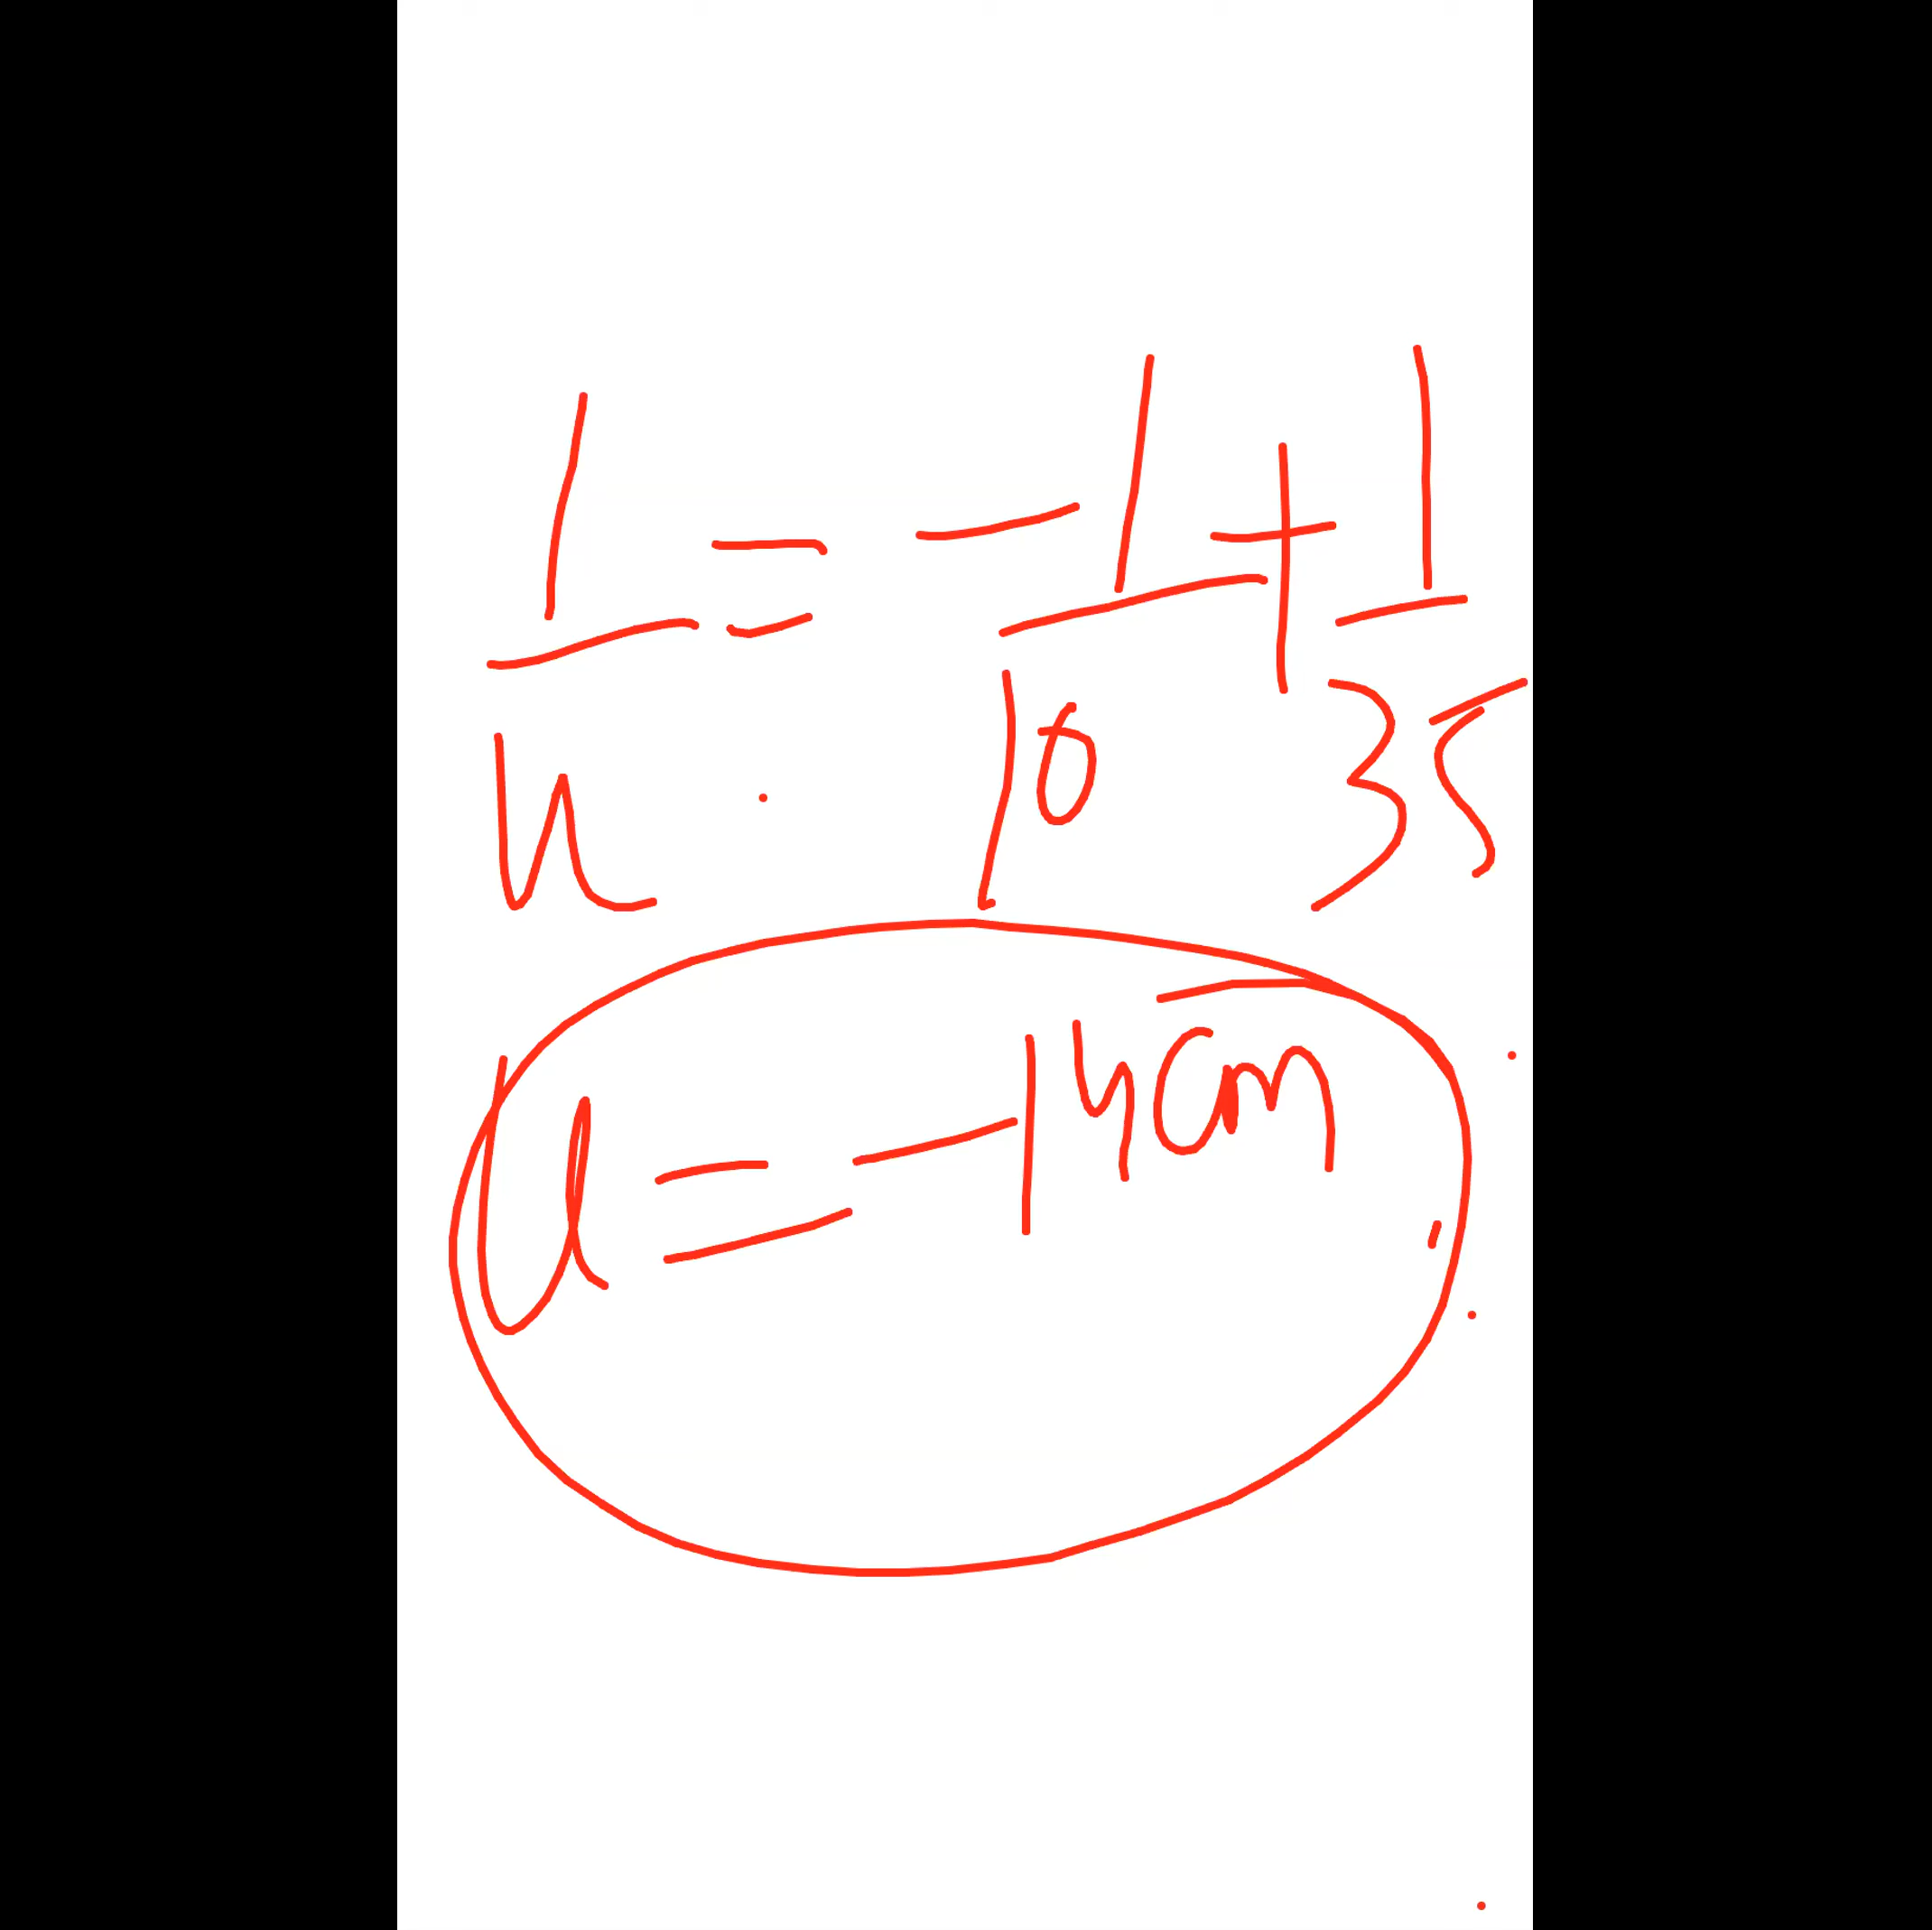 1/u = -1/10 + 1/35
u = -14cm